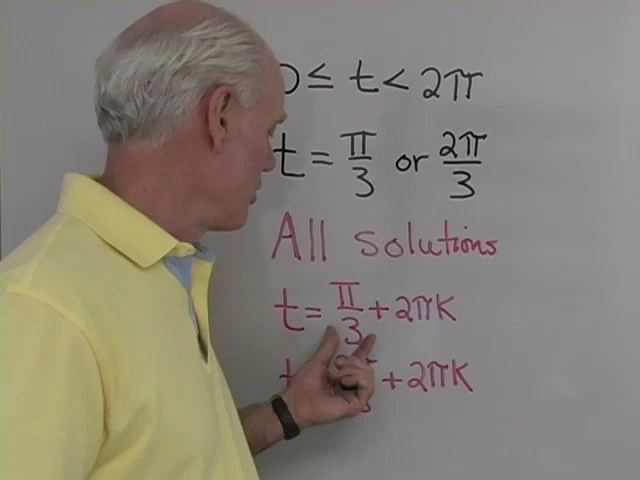 0 ≤ t < 2π
t = π/3 or 2π/3
All solutions
t = π/3 + 2πK
t + 2πK